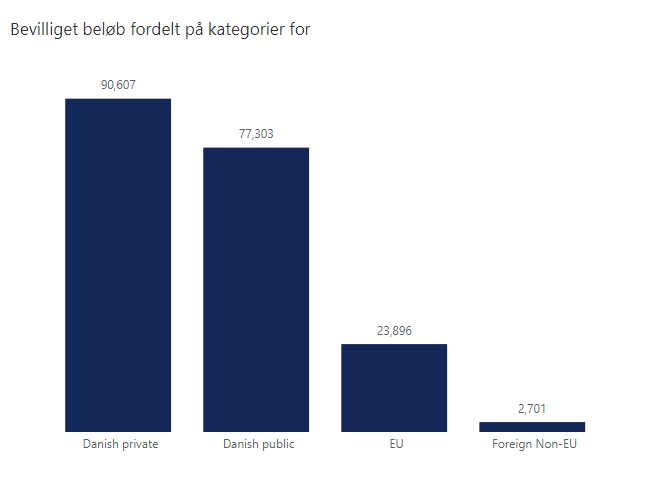 Bevilliget beløb fordelt på kategorier for
90,607
77,303
23,896
2,701
Danish private
Danish public
EU
Foreign Non-EU